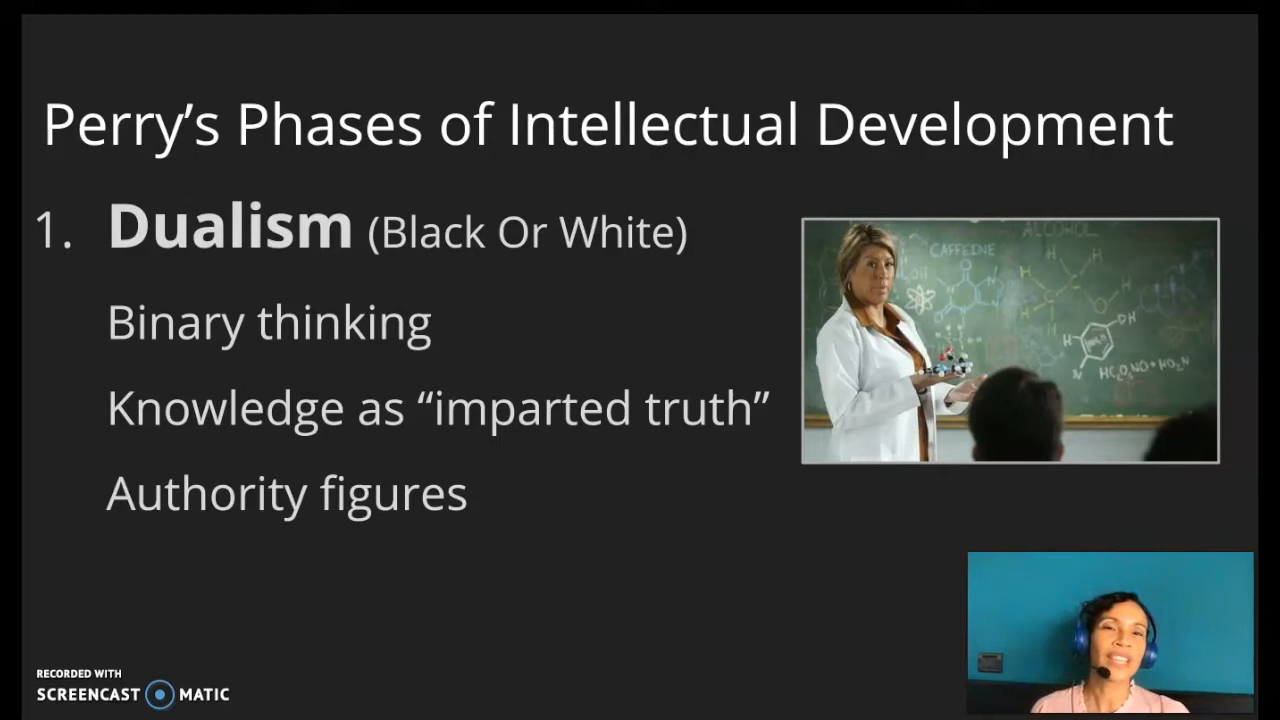 Perry’s Phases of Intellectual Development
1. Dualism (Black Or White)
Binary thinking
Knowledge as “imparted truth”
Authority figures
CAFFEINE
ALCOHOL
OH
H
RECORDED WITH
SCREENCAST MATIC